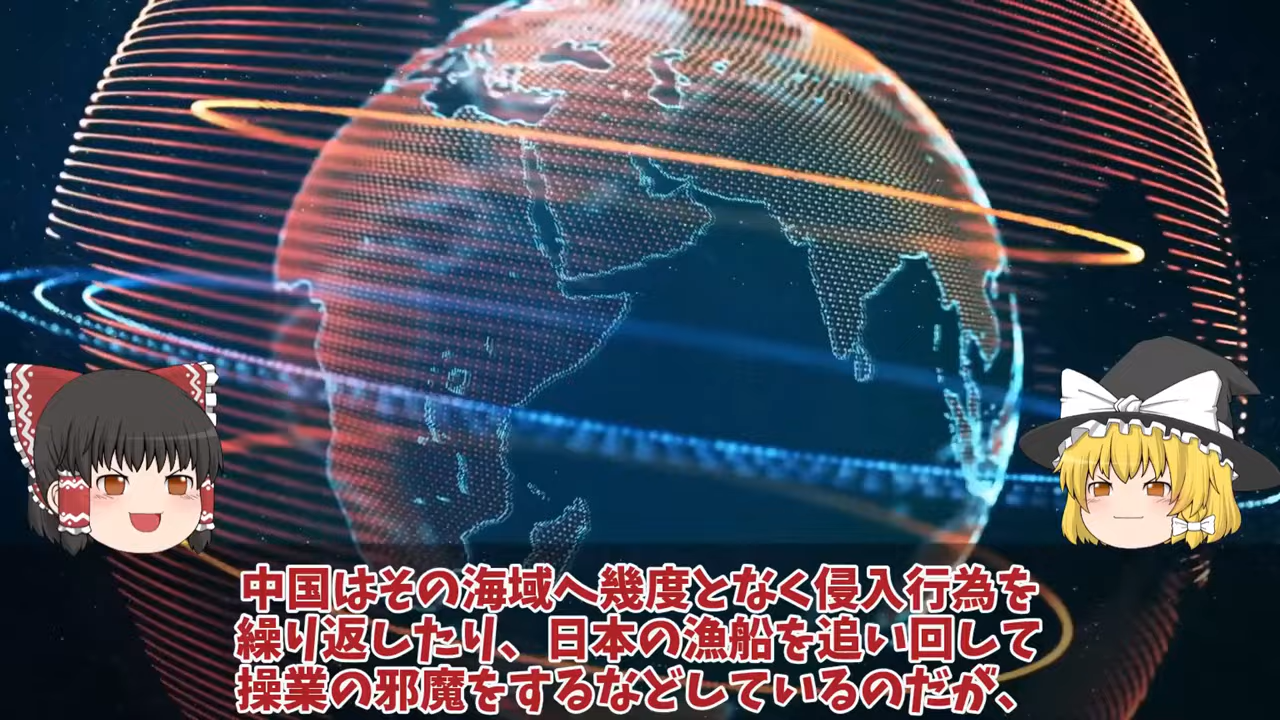 中国はその海域へ幾度となく侵入行為を
繰り返したり、日本の漁船を追い回して
操業の邪魔をするなどしているのだが、